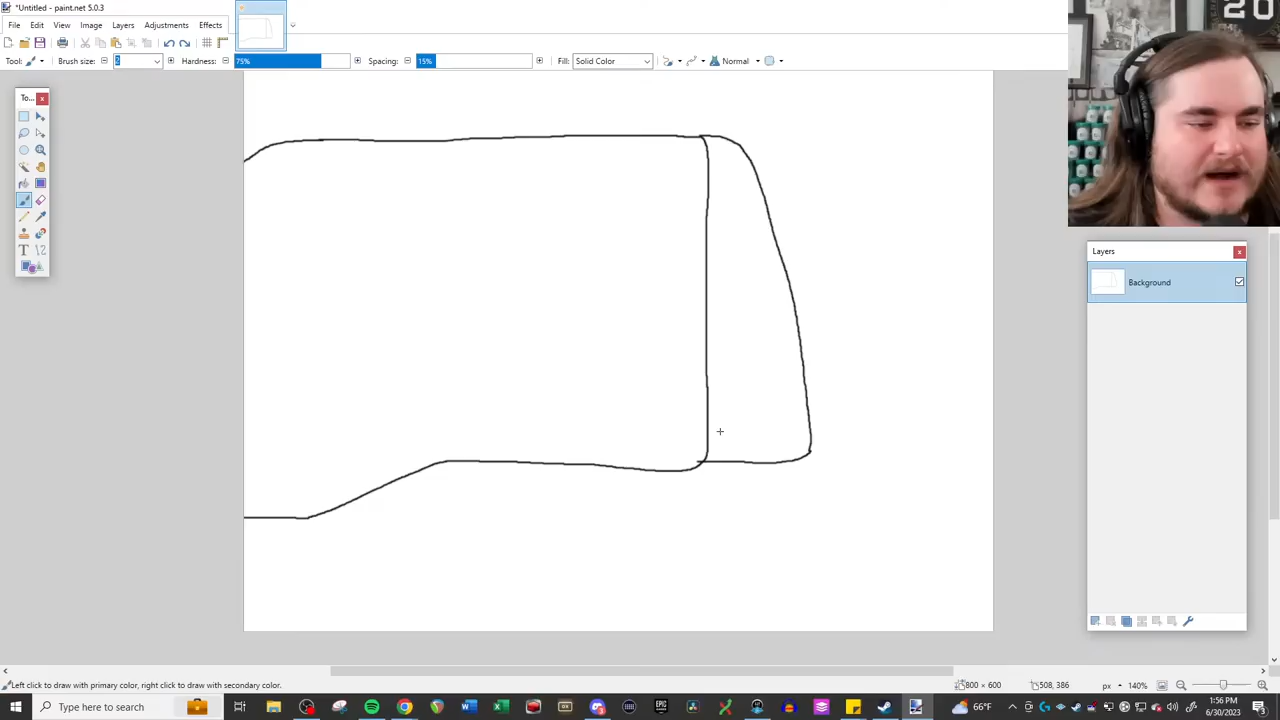 *Untitled - paint.net 5.0.3
File Edit View Image Layers Adjustments Effects
Tool: Brush size: 2 Hardness: 75% Spacing: 15% Fill: Solid Color Normal
To...
20
Layers
Background
Left click to draw with primary color, right click to draw with secondary color.
800 × 600
508, 386
px
140%
Type here to search
66°F
1:56 PM
6/30/2023